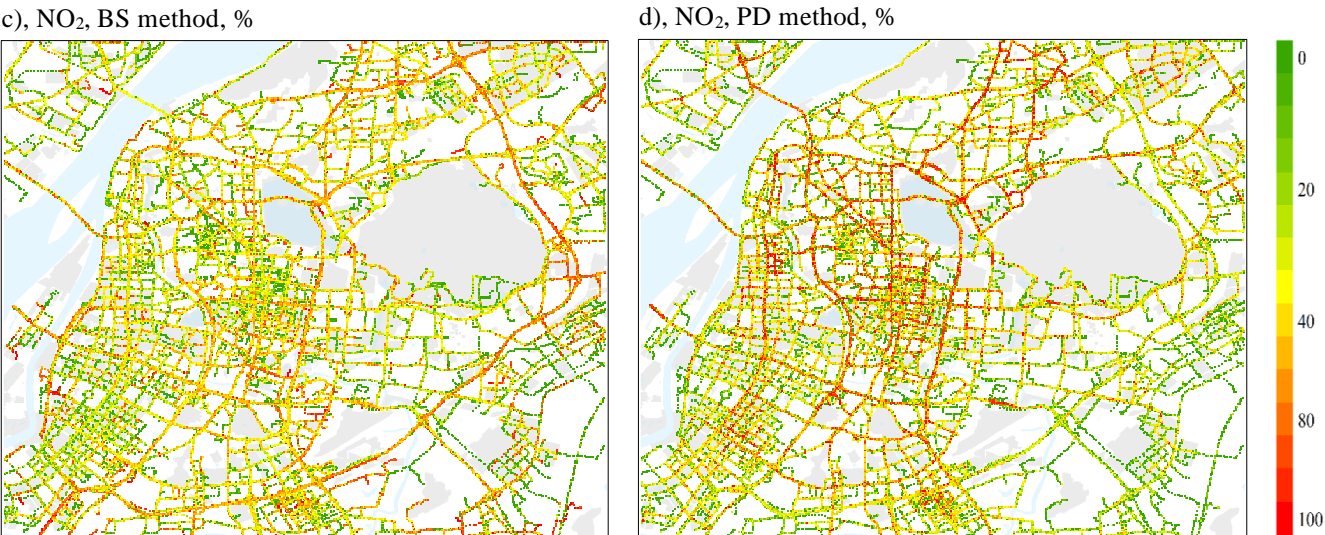 c), NO₂, BS method, %
d), NO₂, PD method, %
0
20
40
80
100